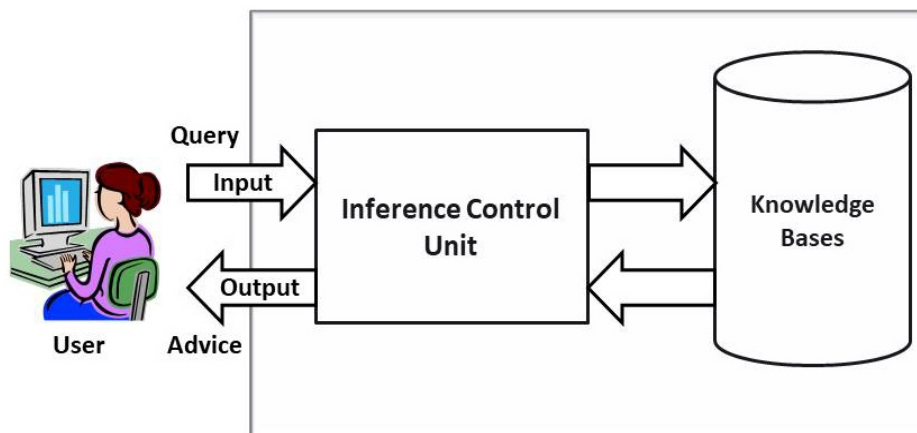 Query
Input
Inference Control
Unit
Knowledge
Bases
Output
User
Advice